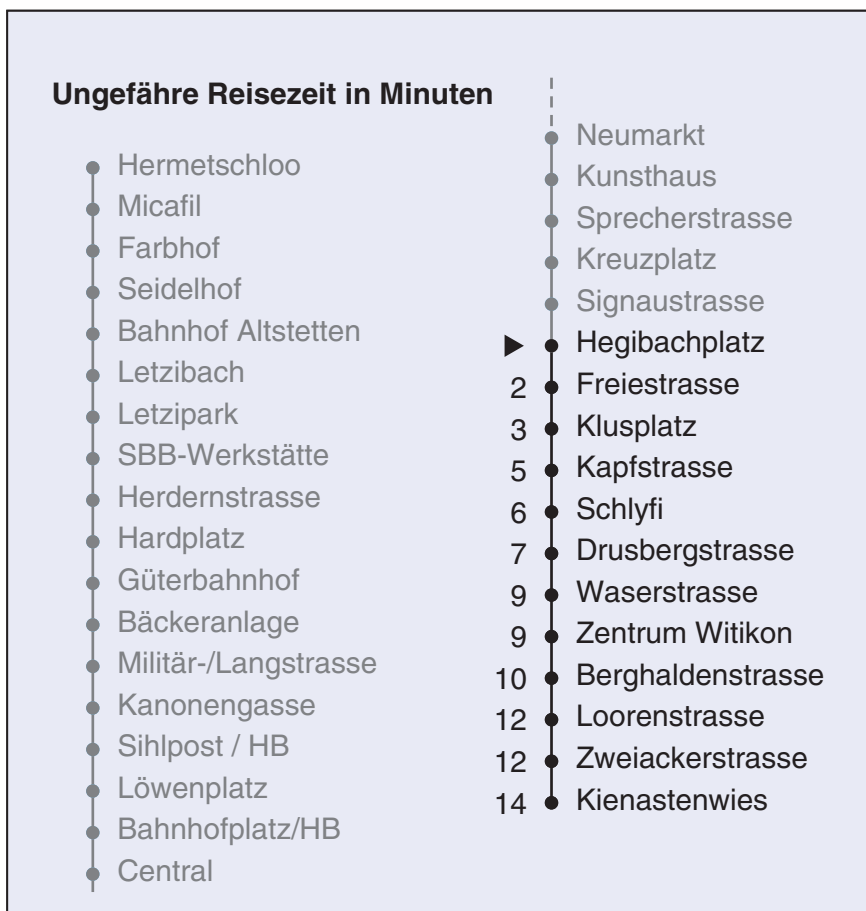 Ungefähre Reisezeit in Minuten
Hermetschloo
Micafil
Farbhof
Seidelhof
Bahnhof Altstetten
Letzibach
Letzipark
SBB-Werkstätte
Herdernstrasse
Hardplatz
Güterbahnhof
Bäckeranlage
Militär-/Langstrasse
Kanonengasse
Sihlpost / HB
Löwenplatz
Bahnhofplatz/HB
Central
Neumarkt
Kunsthaus
Sprecherstrasse
Kreuzplatz
Signaustrasse
Hegibachplatz
2 Freiestrasse
3 Klusplatz
5 Kapfstrasse
6 Schlyfi
7 Drusbergstrasse
9 Waserstrasse
9 Zentrum Witikon
10 Berghaldenstrasse
12 Loorenstrasse
12 Zweiackerstrasse
14 Kienastenwies